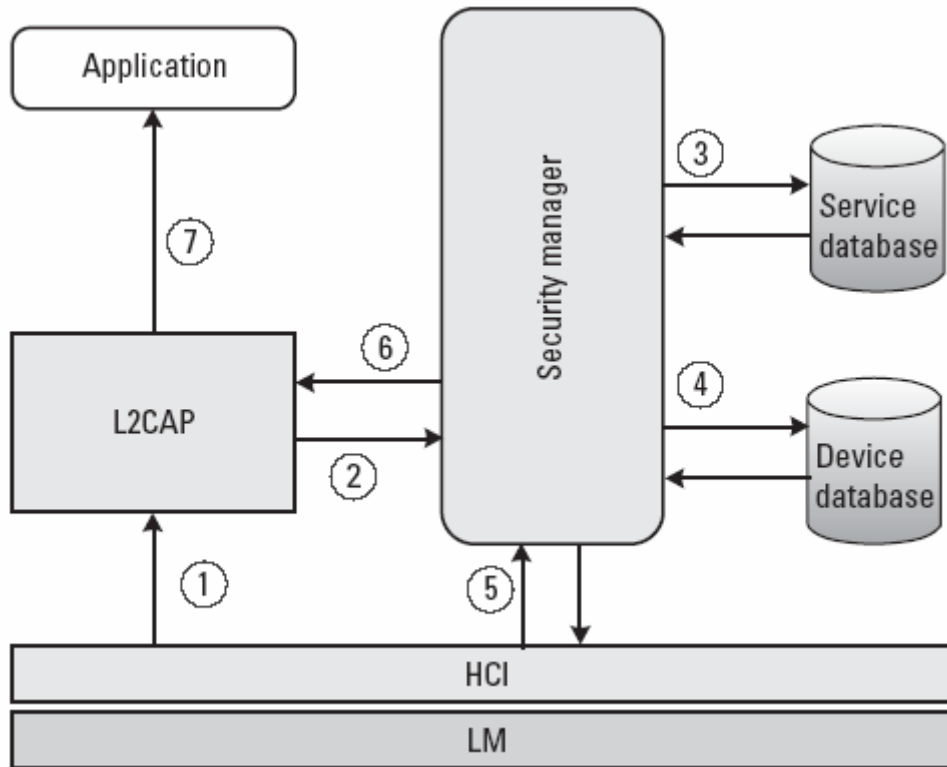 Application
7
L2CAP
6
2
1
Security manager
3
Service
database
4
Device
database
5
HCI
LM